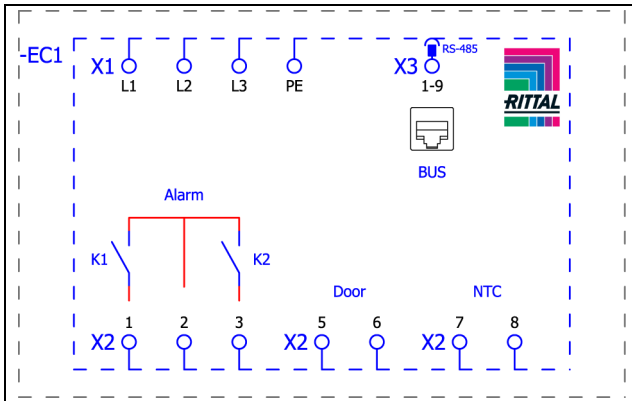 -EC1
X1
L1
L2
L3
PE
X3
RS-485
1-9
RITTAL
BUS
Alarm
K1
K2
Door
NTC
X2
1
2
3
X2
5
6
X2
7
8